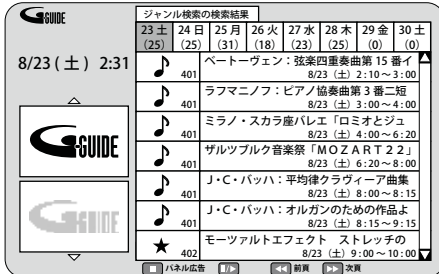 G-GUIDE
ジャンル検索の検索結果
23 土 24 日 25 月 26 火 27 水 28 木 29 金 30 土
(25) (25) (31) (18) (23) (25) (0) (0)
8/23 (土) 2:31
ベートーヴェン：弦楽四重奏曲第 15 番イ
401 8/23 (土) 2:10～3:00
ラフマニノフ：ピアノ協奏曲第 3 番ニ短
401 8/23 (土) 3:00～4:00
ミラノ・スカラ座バレエ「ロミオとジュ
401 8/23 (土) 4:00～6:20
ザルツブルク音楽祭「ＭＯＺＡＲＴ２２」
401 8/23 (土) 6:20～8:00
J・C・バッハ：平均律クラヴィーア曲集
401 8/23 (土) 8:00～8:15
J・C・バッハ：オルガンのための作品よ
401 8/23 (土) 8:15～9:15
モーツァルトエフェクト　ストレッチの
402 8/23 (土) 9:00～10:00
G-GUIDE
G-GUIDE
パネル広告 前頁 次頁